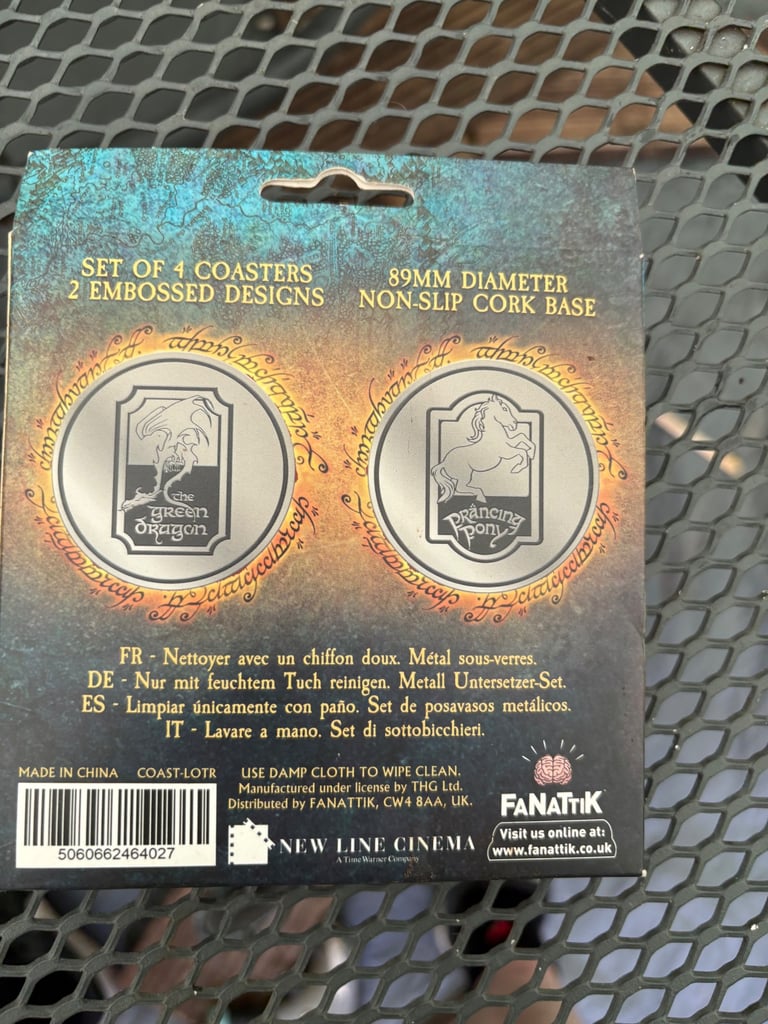 SET OF 4 COASTERS
2 EMBOSSED DESIGNS
89MM DIAMETER
NON-SLIP CORK BASE
the
green
dragon
prancing
pony
FR - Nettoyer avec un chiffon doux. Métal sous-verres.
DE - Nur mit feuchtem Tuch reinigen. Metall Untersetzer-Set.
ES - Limpiar únicamente con paño. Set de posavasos metálicos.
IT - Lavare a mano. Set di sottobicchieri.
MADE IN CHINA COAST-LOTR
5060662464027
USE DAMP CLOTH TO WIPE CLEAN.
Manufactured under license by THG Ltd.
Distributed by FANATTIK, CW4 8AA, UK.
NEW LINE CINEMA
A Time Warner Company
FANATTIK
Visit us online at:
www.fanattik.co.uk